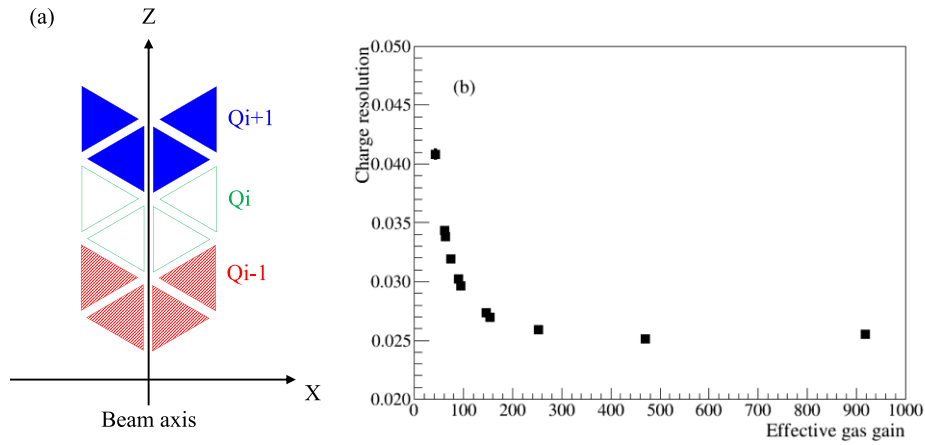 (a)
Z
Qi+1
Qi
Qi-1
X
Beam axis
(b)
Charge resolution
0.050
0.045
0.040
0.035
0.030
0.025
0.020
0 100 200 300 400 500 600 700 800 900 1000
Effective gas gain